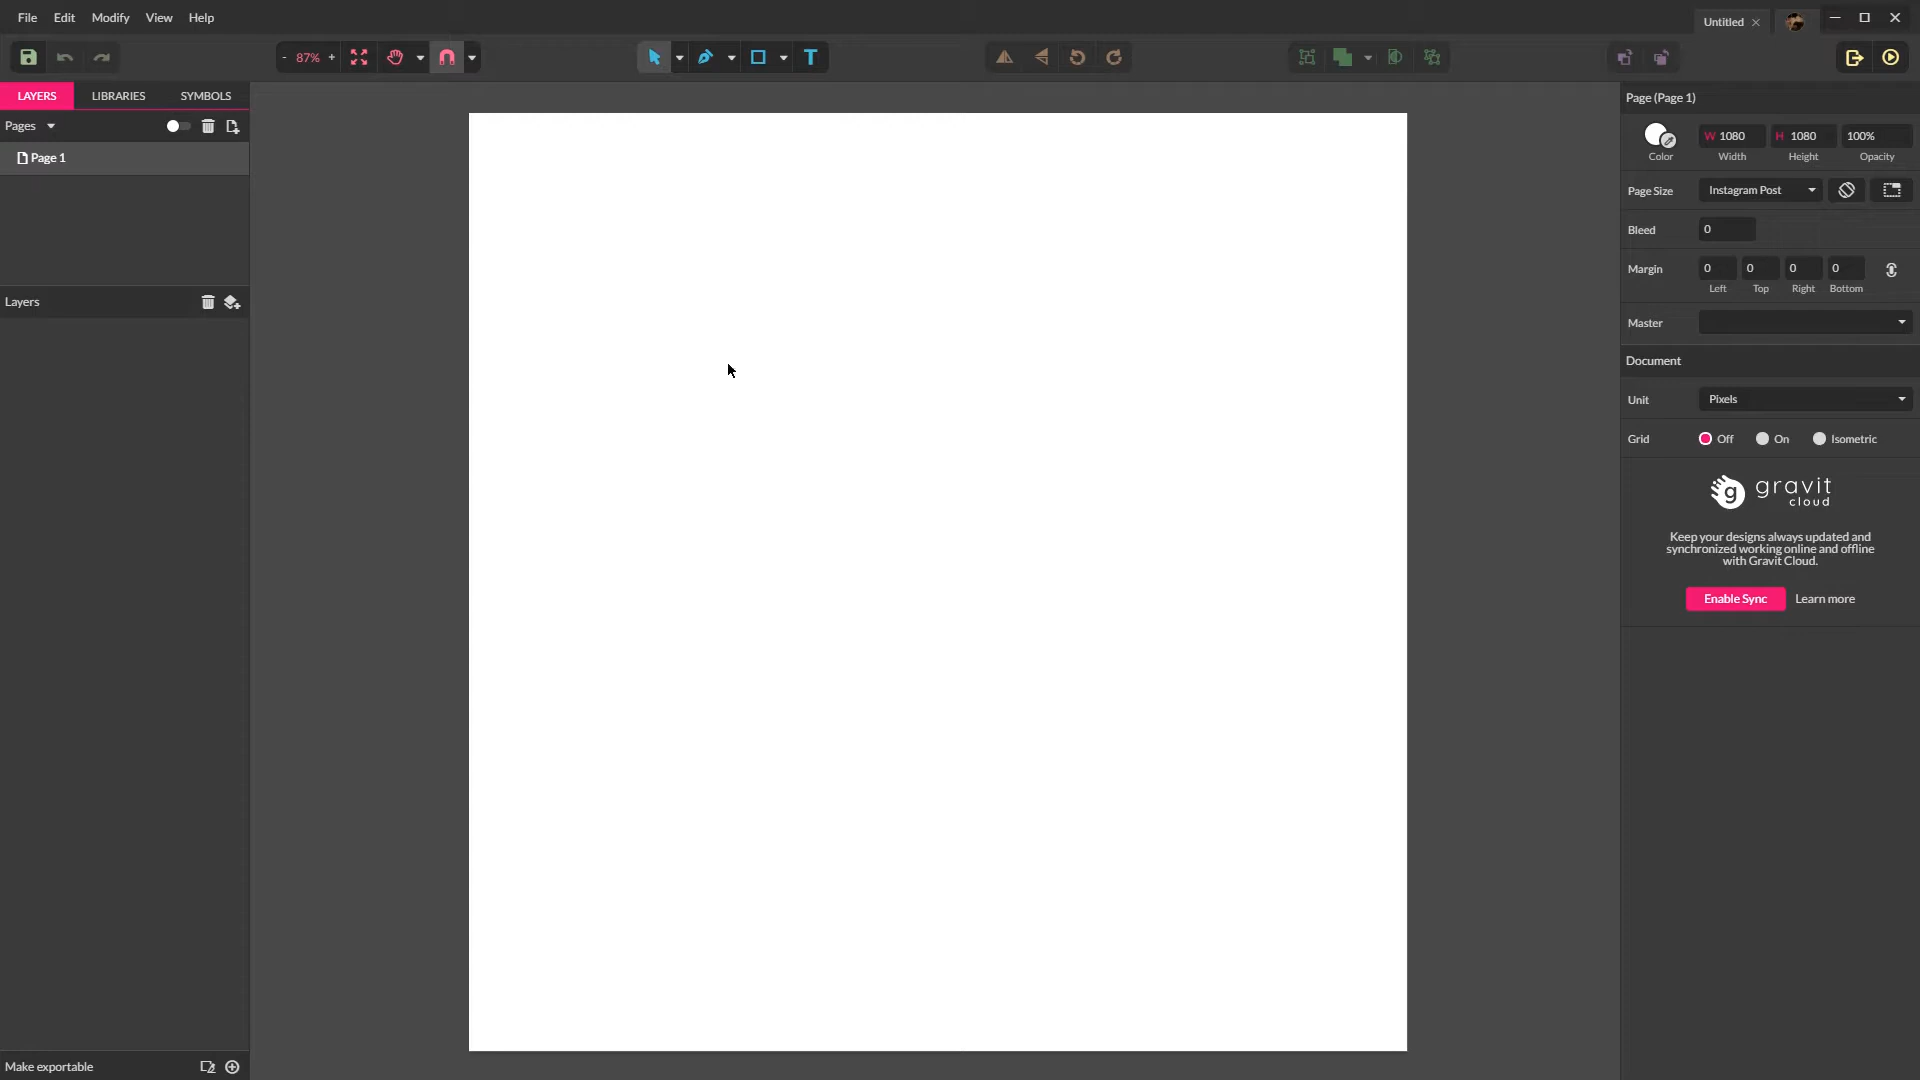 File Edit Modify View Help
Untitled
- 87% +
T
LAYERS LIBRARIES SYMBOLS
Pages
Page 1
Layers
Make exportable
Page (Page 1)
W 1080 H 1080 100%
Color Width Height Opacity
Page Size Instagram Post
Bleed 0
Margin 0 0 0 0
Left Top Right Bottom
Master
Document
Unit Pixels
Grid Off On Isometric
g gravit
cloud
Keep your designs always updated and
synchronized working online and offline
with Gravit Cloud.
Enable Sync Learn more